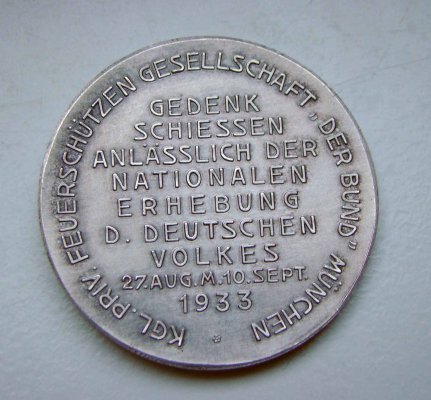 KGL. PRIV. FEUERSCHÜTZEN GESELLSCHAFT „DER BUND" MÜNCHEN
GEDENK
SCHIESSEN
ANLÄSSLICH DER
NATIONALEN
ERHEBUNG
D. DEUTSCHEN
VOLKES
27.AUG.M.10.SEPT.
1933